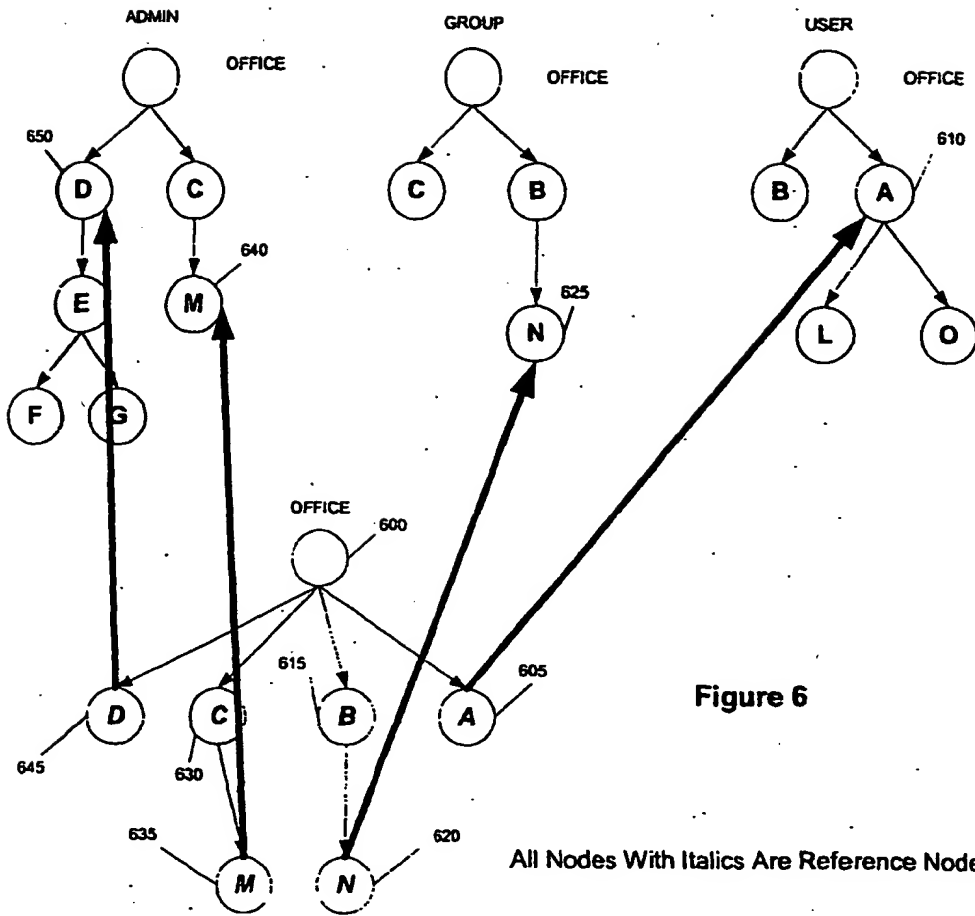 ADMIN GROUP USER
OFFICE OFFICE OFFICE
650 610
D C C B B A
640
E M 625
N L O
F G
OFFICE
600
615 605
D C B A
Figure 6
645 630
635 620
M N
All Nodes With Italics Are Reference Node